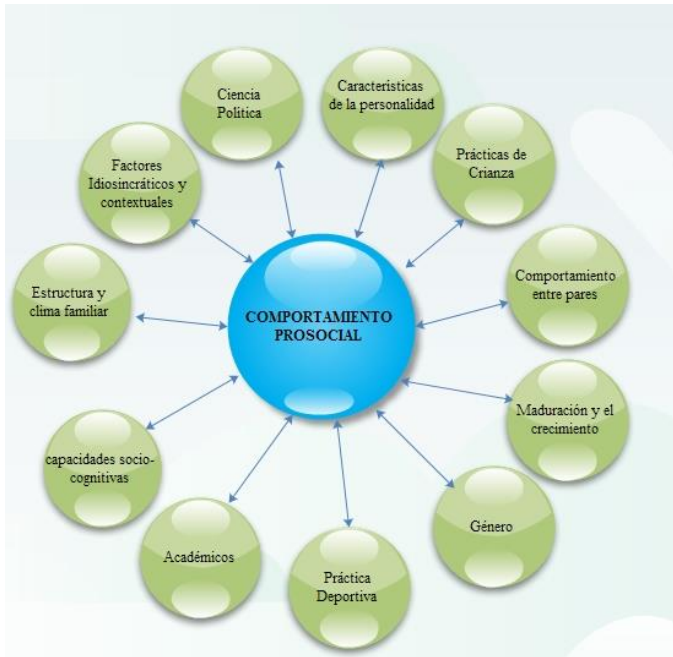 Ciencia
Política
Características
de la personalidad
Prácticas de
Crianza
Factores
Idiosincráticos y
contextuales
Comportamiento
entre pares
Estructura y
clima familiar
COMPORTAMIENTO
PROSOCIAL
Maduración y el
crecimiento
capacidades socio-
cognitivas
Género
Académicos
Práctica
Deportiva